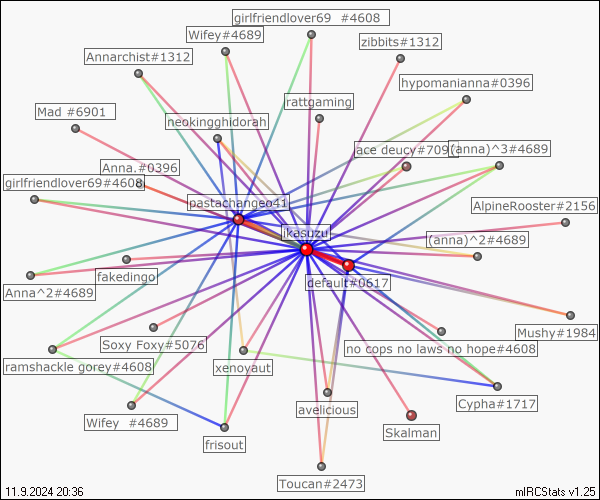 girlfriendlover69 #4608
Wifey#4689
zibbits#1312
Annarchist#1312
hypomanianna#0396
rattgaming
Mad #6901
neokingghidorah
ace deucy#709
(anna)^3#4689
Anna.#0396
girlfriendlover69#4608
pastachangeo41
AlpineRooster#2156
ikasuzu
(anna)^2#4689
fakedingo
default#0617
Anna^2#4689
Mushy#1984
Soxy Foxy#5076
no cops no laws no hope#4608
ramshackle gorey#4608
xenoyaut
Cypha#1717
avelicious
Wifey #4689
Skalman
frisout
Toucan#2473
11.9.2024 20:36
mIRCStats v1.25